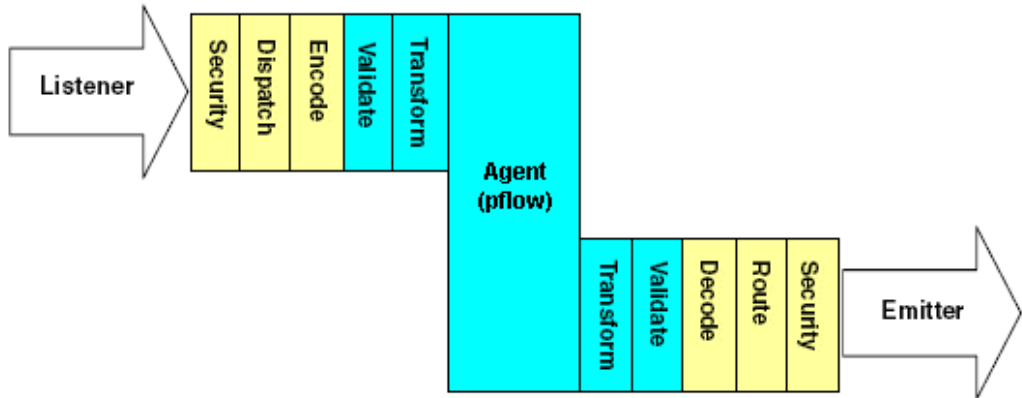 Listener
Security
Dispatch
Encode
Validate
Transform
Agent
(pflow)
Transform
Validate
Decode
Route
Security
Emitter